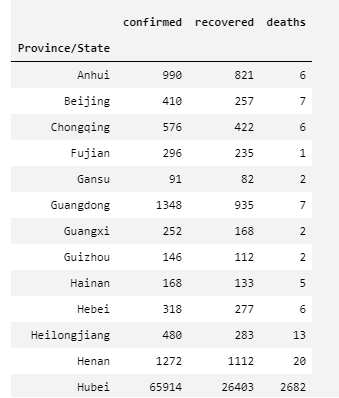 confirmed recovered deaths
Province/State
Anhui 990 821 6
Beijing 410 257 7
Chongqing 576 422 6
Fujian 296 235 1
Gansu 91 82 2
Guangdong 1348 935 7
Guangxi 252 168 2
Guizhou 146 112 2
Hainan 168 133 5
Hebei 318 277 6
Heilongjiang 480 283 13
Henan 1272 1112 20
Hubei 65914 26403 2682